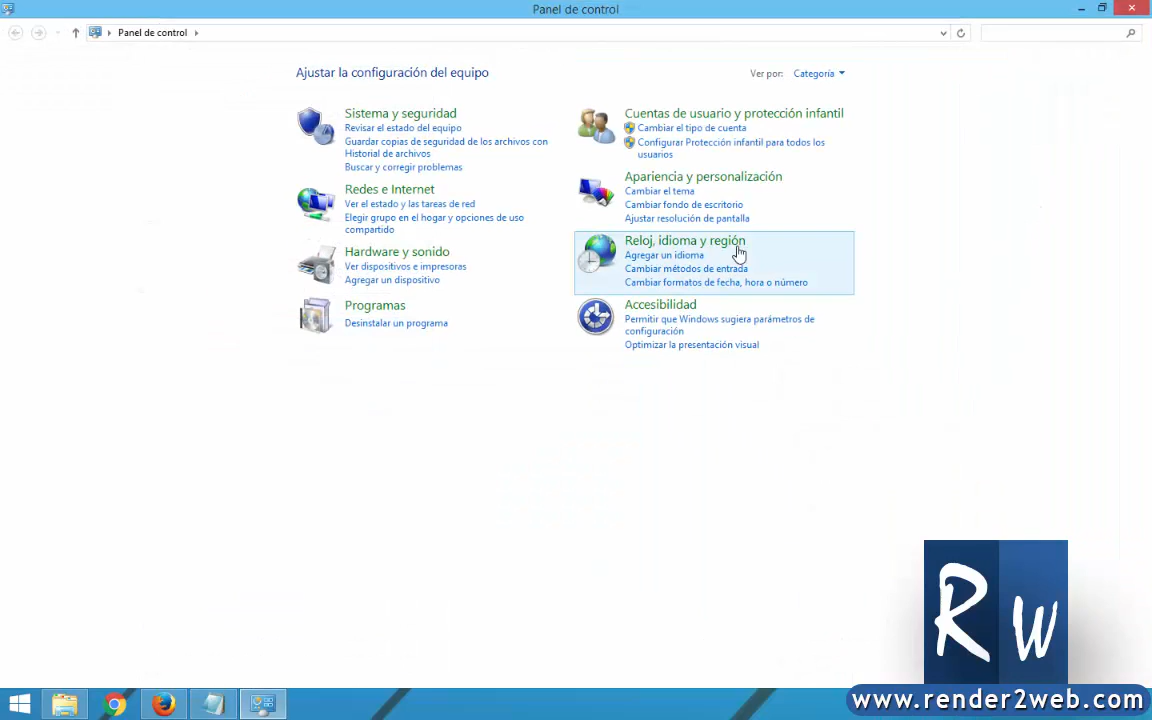 Panel de control
Panel de control
Ajustar la configuración del equipo
Ver por: Categoría
Sistema y seguridad
Revisar el estado del equipo
Guardar copias de seguridad de los archivos con
Historial de archivos
Buscar y corregir problemas
Redes e Internet
Ver el estado y las tareas de red
Elegir grupo en el hogar y opciones de uso
compartido
Hardware y sonido
Ver dispositivos e impresoras
Agregar un dispositivo
Programas
Desinstalar un programa
Cuentas de usuario y protección infantil
Cambiar el tipo de cuenta
Configurar Protección infantil para todos los
usuarios
Apariencia y personalización
Cambiar el tema
Cambiar fondo de escritorio
Ajustar resolución de pantalla
Reloj, idioma y región
Agregar un idioma
Cambiar métodos de entrada
Cambiar formatos de fecha, hora o número
Accesibilidad
Permitir que Windows sugiera parámetros de
configuración
Optimizar la presentación visual
RW
www.render2web.com